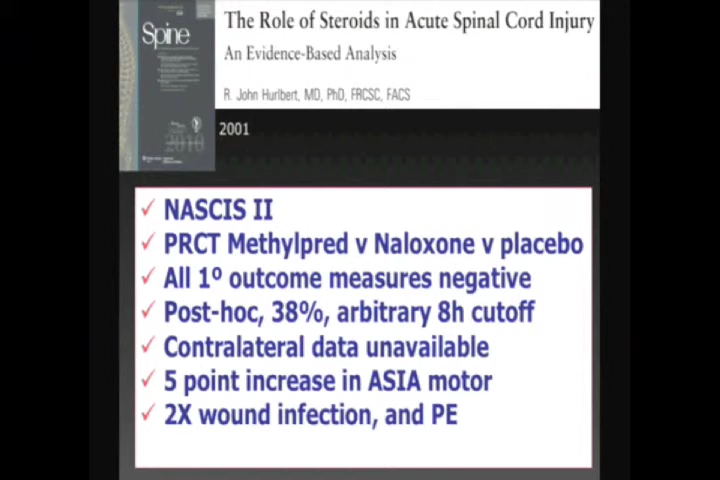 Spine
The Role of Steroids in Acute Spinal Cord Injury
An Evidence-Based Analysis
R. John Hurlbert, MD, PhD, FRCSC, FACS
2001
2010
✓ NASCIS II
✓ PRCT Methylpred v Naloxone v placebo
✓ All 1º outcome measures negative
✓ Post-hoc, 38%, arbitrary 8h cutoff
✓ Contralateral data unavailable
✓ 5 point increase in ASIA motor
✓ 2X wound infection, and PE